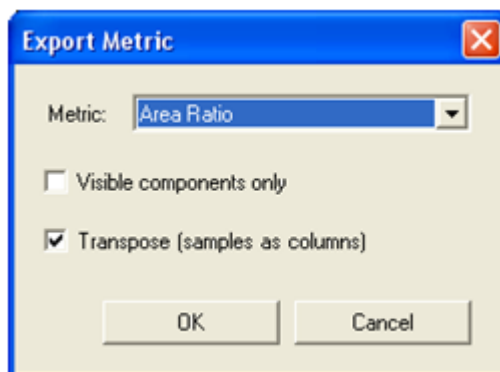 Export Metric
Metric: Area Ratio
Visible components only
Transpose (samples as columns)
OK Cancel